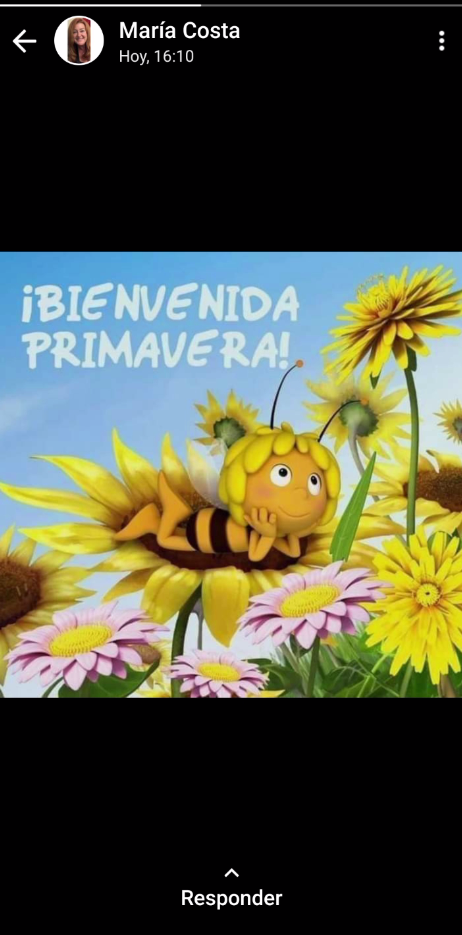 María Costa
Hoy, 16:10
¡BIENVENIDA
PRIMAVERA!
Responder